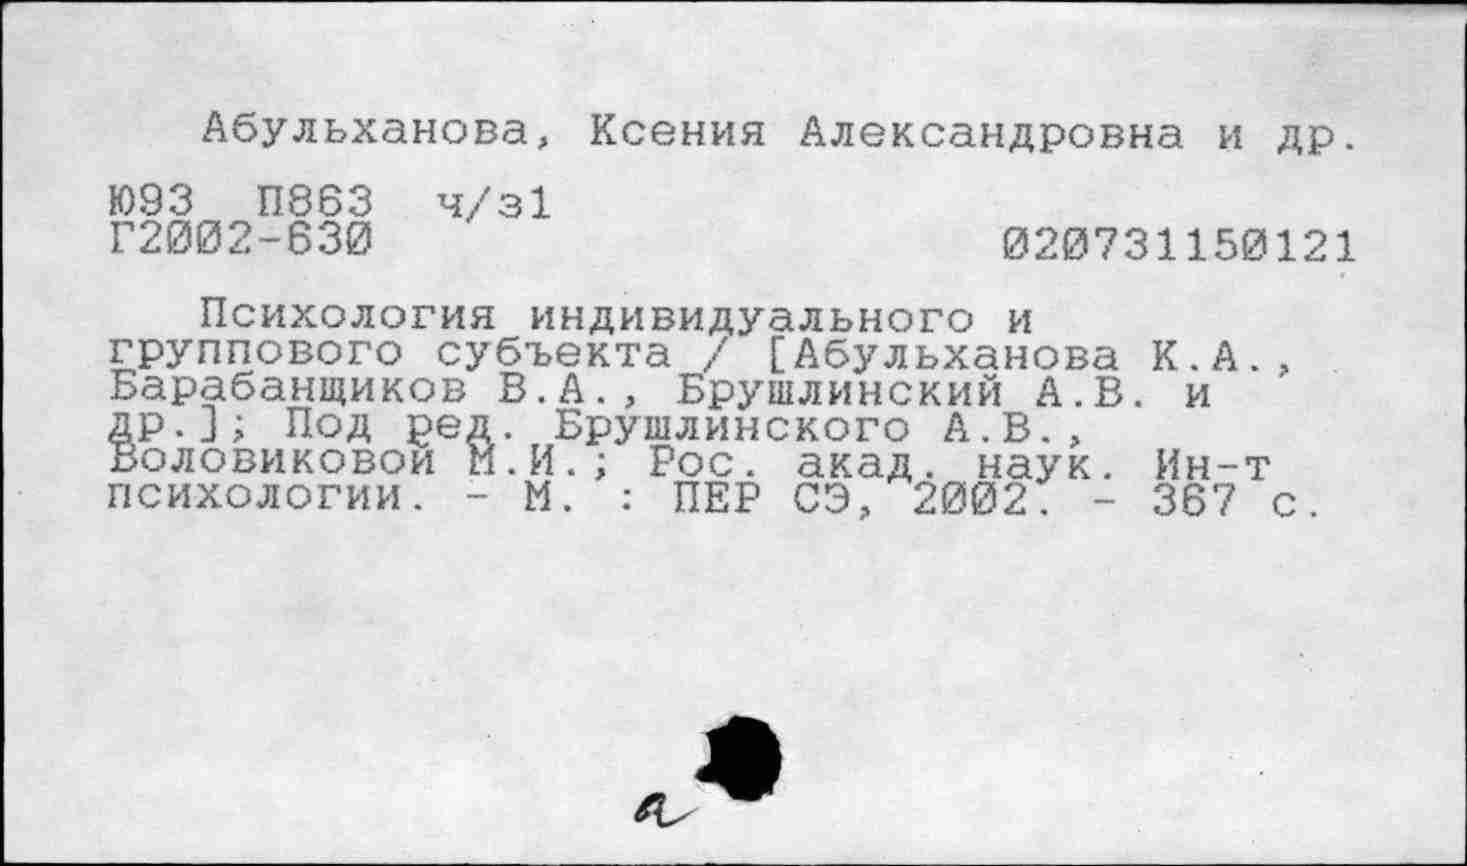 Абульханова, Ксения Александровна и др.
Ю93 П863 ч/з1
Г2002-630 020731150121
Психология индивидуального и
группового субъекта / [Абульханова К.А.,
Барабанщиков В.А., Брушлинский А.В. и
др.]; Под ред. Брушлинского А.В.,
Воловиковой М.И.; Рос. акад. наук. Ин-т
психологии. - М. : ПЕР СЭ, 2002. - 367 с.